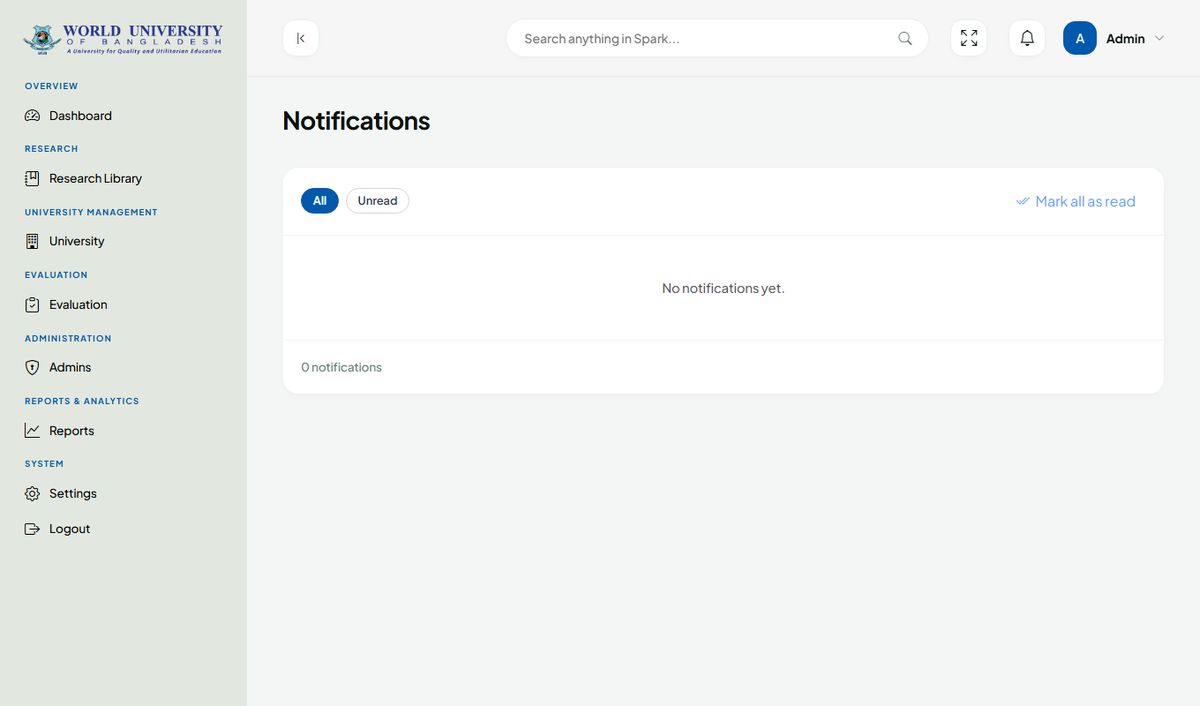 WORLD UNIVERSITY
OF BANGLADESH
A University for Quality and Utilitarian Education
OVERVIEW
Dashboard
RESEARCH
Research Library
UNIVERSITY MANAGEMENT
University
EVALUATION
Evaluation
ADMINISTRATION
Admins
REPORTS & ANALYTICS
Reports
SYSTEM
Settings
Logout
Search anything in Spark...
A
Admin
Notifications
All
Unread
Mark all as read
No notifications yet.
0 notifications